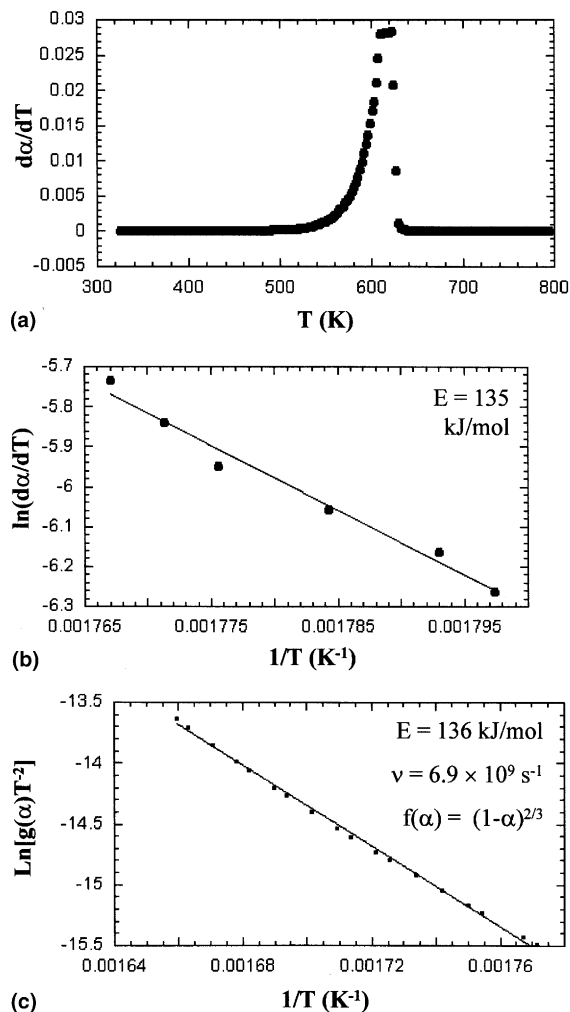 0.03
0.025
0.02
0.015
0.01
0.005
0
-0.005
dα/dT
300 400 500 600 700 800
(a) T (K)
-5.7
-5.8
-5.9
-6
-6.1
-6.2
-6.3
ln(dα/dT)
E = 135
kJ/mol
0.001765 0.001775 0.001785 0.001795
(b) 1/T (K⁻¹)
-13.5
-14
-14.5
-15
-15.5
Ln[g(α)T⁻²]
E = 136 kJ/mol
ν = 6.9 × 10⁹ s⁻¹
f(α) = (1-α)²ᐟ³
0.00164 0.00168 0.00172 0.00176
(c) 1/T (K⁻¹)